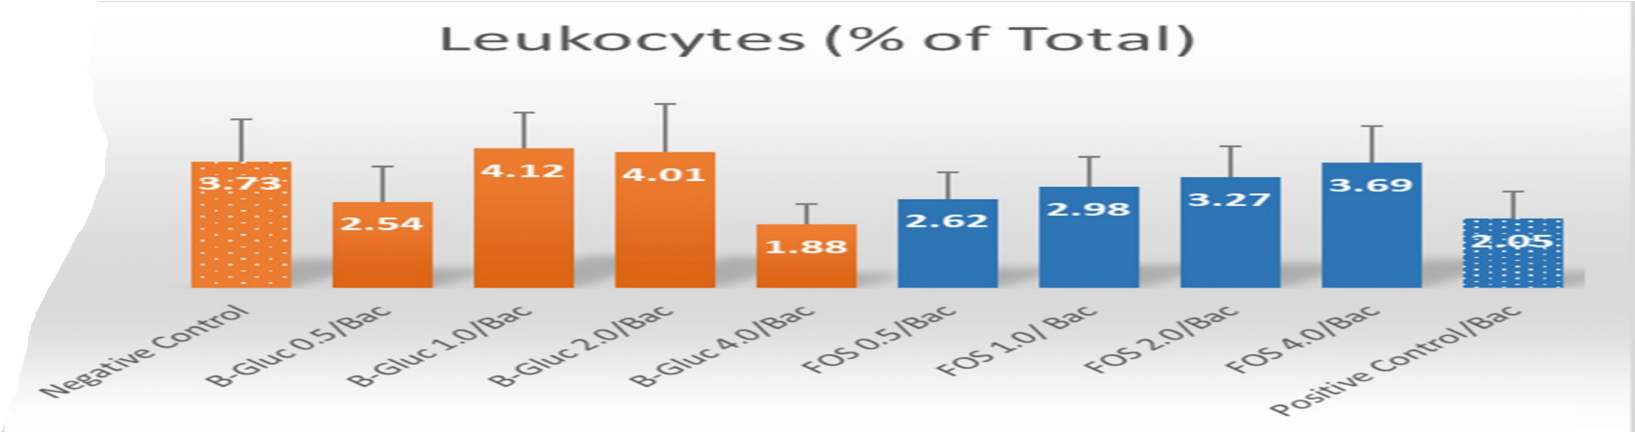 Leukocytes (% of Total)
3.73
2.54
4.12
4.01
1.88
2.62
2.98
3.27
3.69
2.05
Negative Control
B-Gluc 0.5/Bac
B-Gluc 1.0/Bac
B-Gluc 2.0/Bac
B-Gluc 4.0/Bac
FOS 0.5/Bac
FOS 1.0/ Bac
FOS 2.0/Bac
FOS 4.0/Bac
Positive Control/Bac